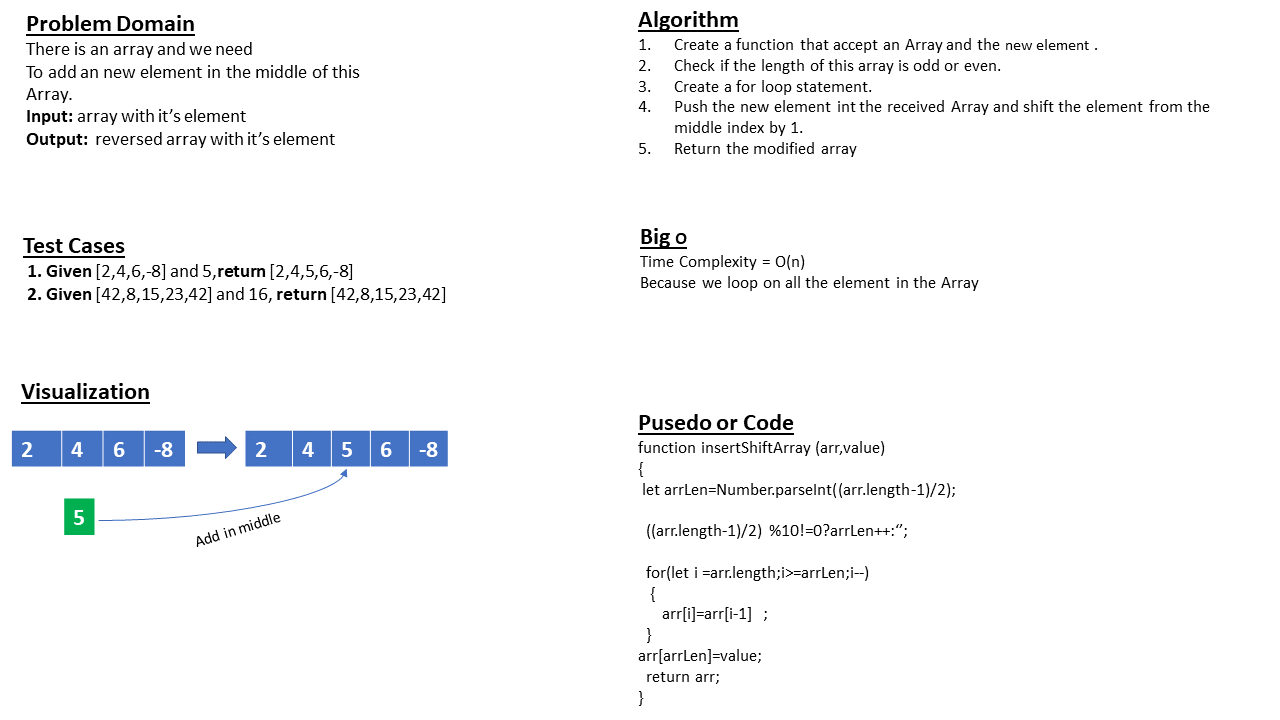 Problem Domain
There is an array and we need
To add an new element in the middle of this
Array.
Input: array with it's element
Output: reversed array with it's element
Test Cases
1. Given [2,4,6,-8] and 5,return [2,4,5,6,-8]
2. Given [42,8,15,23,42] and 16, return [42,8,15,23,42]
Visualization
2 4 6 -8 2 4 5 6 -8
5
Add in middle
Algorithm
1. Create a function that accept an Array and the new element .
2. Check if the length of this array is odd or even.
3. Create a for loop statement.
4. Push the new element int the received Array and shift the element from the
middle index by 1.
5. Return the modified array
Big O
Time Complexity = O(n)
Because we loop on all the element in the Array
Pusedo or Code
function insertShiftArray (arr,value)
{
let arrLen=Number.parseInt((arr.length-1)/2);
((arr.length-1)/2) %10!=0?arrLen++:'';
for(let i =arr.length;i>=arrLen;i--)
{
arr[i]=arr[i-1] ;
}
arr[arrLen]=value;
return arr;
}